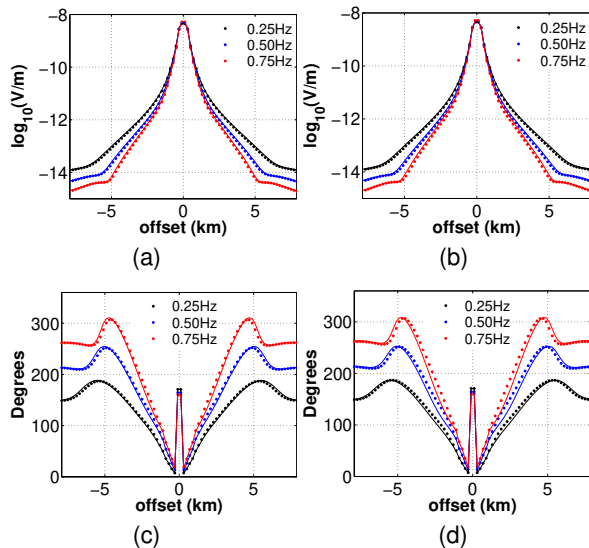 −8
−10
−12
−14
log10(V/m)
0.25Hz
0.50Hz
0.75Hz
−5 0 5
offset (km)
(a)
−8
−10
−12
−14
log10(V/m)
0.25Hz
0.50Hz
0.75Hz
−5 0 5
offset (km)
(b)
300
200
100
0
Degrees
0.25Hz
0.50Hz
0.75Hz
−5 0 5
offset (km)
(c)
300
200
100
0
Degrees
0.25Hz
0.50Hz
0.75Hz
−5 0 5
offset (km)
(d)